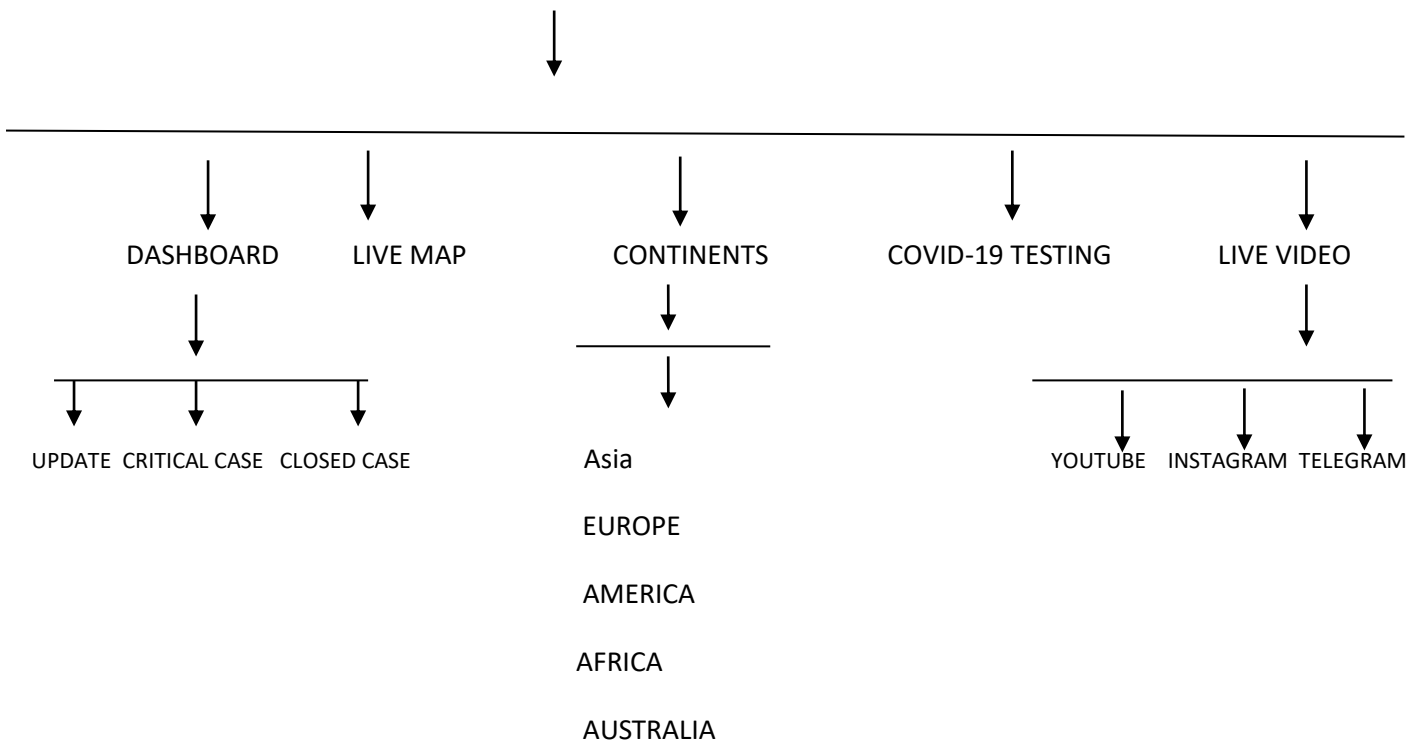 DASHBOARD LIVE MAP CONTINENTS COVID-19 TESTING LIVE VIDEO
UPDATE CRITICAL CASE CLOSED CASE Asia YOUTUBE INSTAGRAM TELEGRAM
EUROPE
AMERICA
AFRICA
AUSTRALIA